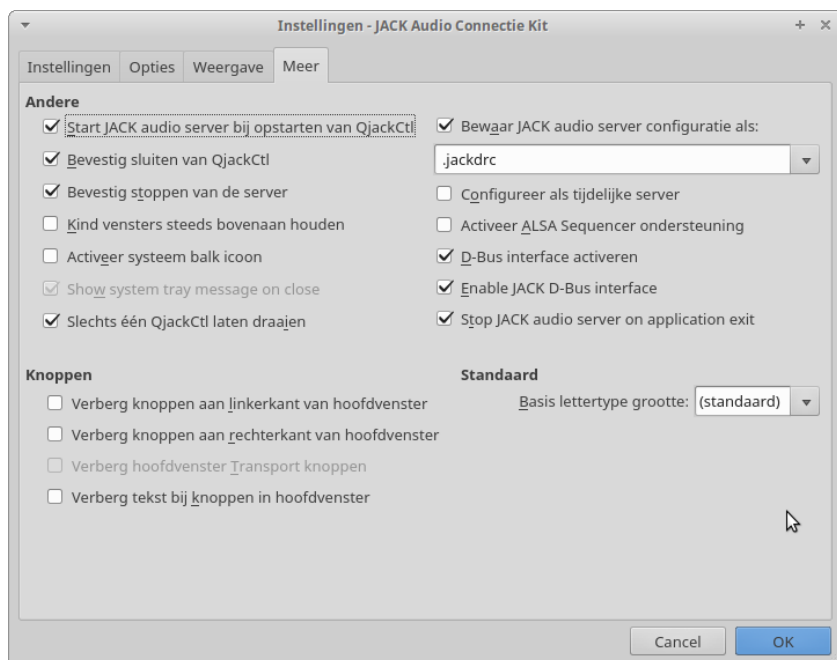 Instellingen - JACK Audio Connectie Kit
Instellingen Opties Weergave Meer
Andere
Start JACK audio server bij opstarten van QjackCtl
Bevestig sluiten van QjackCtl
Bevestig stoppen van de server
Kind vensters steeds bovenaan houden
Activeer systeem balk icoon
Show system tray message on close
Slechts één QjackCtl laten draaien
Bewaar JACK audio server configuratie als:
.jackdrc
Configureer als tijdelijke server
Activeer ALSA Sequencer ondersteuning
D-Bus interface activeren
Enable JACK D-Bus interface
Stop JACK audio server on application exit
Knoppen
Verberg knoppen aan linkerkant van hoofdvenster
Verberg knoppen aan rechterkant van hoofdvenster
Verberg hoofdvenster Transport knoppen
Verberg tekst bij knoppen in hoofdvenster
Standaard
Basis lettertype grootte: (standaard)
Cancel OK